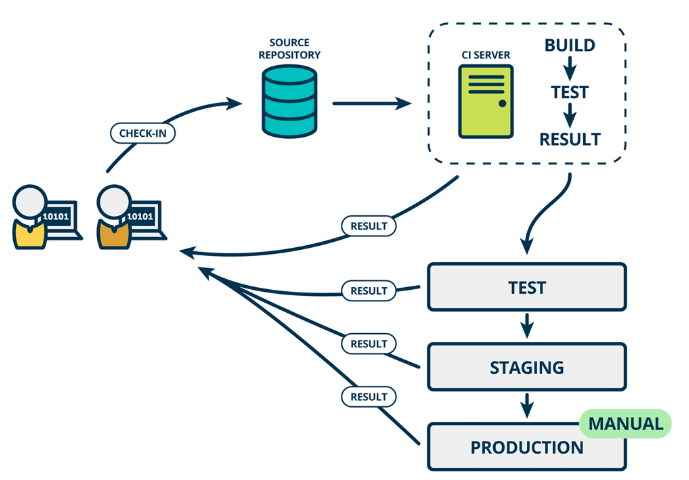 SOURCE
REPOSITORY
CI SERVER
BUILD
TEST
RESULT
CHECK-IN
10101
10101
RESULT
RESULT
TEST
RESULT
STAGING
RESULT
MANUAL
PRODUCTION